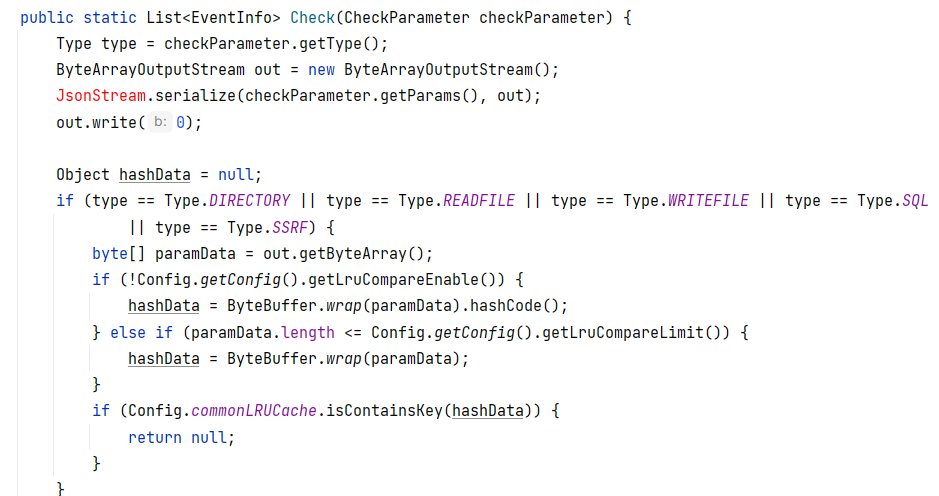 public static List<EventInfo> Check(CheckParameter checkParameter) {
    Type type = checkParameter.getType();
    ByteArrayOutputStream out = new ByteArrayOutputStream();
    JsonStream.serialize(checkParameter.getParams(), out);
    out.write( b: 0);

    Object hashData = null;
    if (type == Type.DIRECTORY || type == Type.READFILE || type == Type.WRITEFILE || type == Type.SQL
            || type == Type.SSRF) {
        byte[] paramData = out.getByteArray();
        if (!Config.getConfig().getLruCompareEnable()) {
            hashData = ByteBuffer.wrap(paramData).hashCode();
        } else if (paramData.length <= Config.getConfig().getLruCompareLimit()) {
            hashData = ByteBuffer.wrap(paramData);
        }
        if (Config.commonLRUCache.isContainsKey(hashData)) {
            return null;
        }
    }